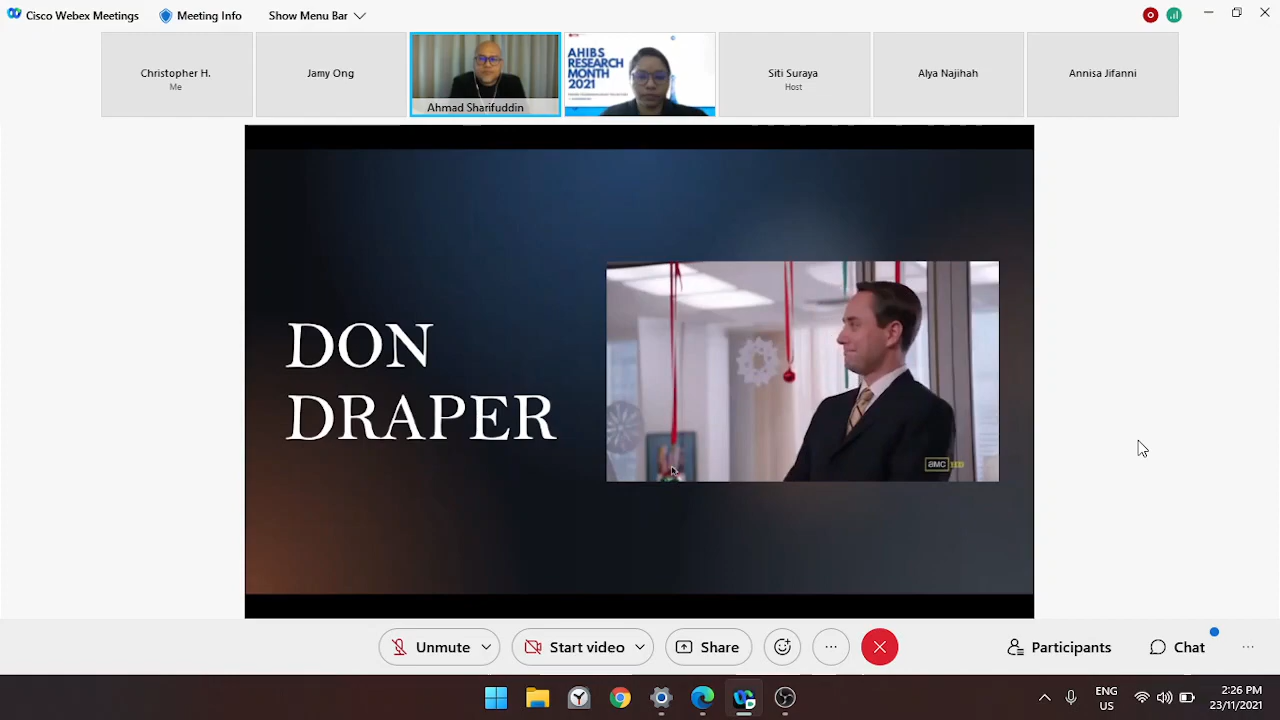 Cisco Webex Meetings
Meeting Info
Show Menu Bar
Christopher H.
Me
Jamy Ong
Ahmad Sharifuddin
AHIBS
RESEARCH
MONTH
2021
Siti Suraya
Host
Alya Najihah
Annisa Jifanni
DON
DRAPER
amc
Unmute
Start video
Share
Participants
Chat
ENG
US
2:52 PM
23/11/2021